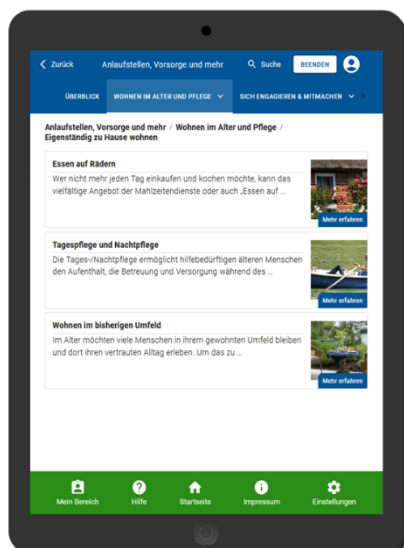 Zurück
Anlaufstellen, Vorsorge und mehr
Suche
BEENDEN
ÜBERBLICK
WOHNEN IM ALTER UND PFLEGE
SICH ENGAGIEREN & MITMACHEN
Anlaufstellen, Vorsorge und mehr / Wohnen im Alter und Pflege /
Eigenständig zu Hause wohnen
Essen auf Rädern
Wer nicht mehr jeden Tag einkaufen und kochen möchte, kann das
vielfältige Angebot der Mahlzeitendienste oder auch „Essen auf ...
Mehr erfahren
Tagespflege und Nachtpflege
Die Tages-/Nachtpflege ermöglicht hilfebedürftigen älteren Menschen
den Aufenthalt, die Betreuung und Versorgung während des ...
Mehr erfahren
Wohnen im bisherigen Umfeld
Im Alter möchten viele Menschen in ihrem gewohnten Umfeld bleiben
und dort ihren vertrauten Alltag erleben. Um das zu ...
Mehr erfahren
Mein Bereich
Hilfe
Startseite
Impressum
Einstellungen